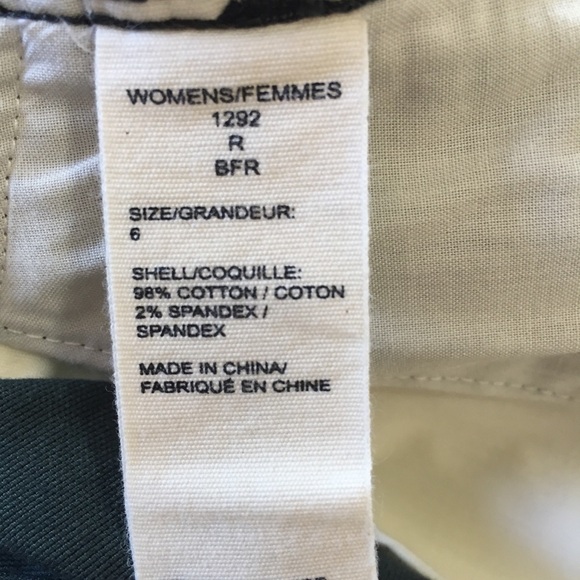 WOMENS/FEMMES
1292
R
BFR
SIZE/GRANDEUR:
6
SHELL/COQUILLE:
98% COTTON / COTON
2% SPANDEX /
SPANDEX
MADE IN CHINA/
FABRIQUÉ EN CHINE